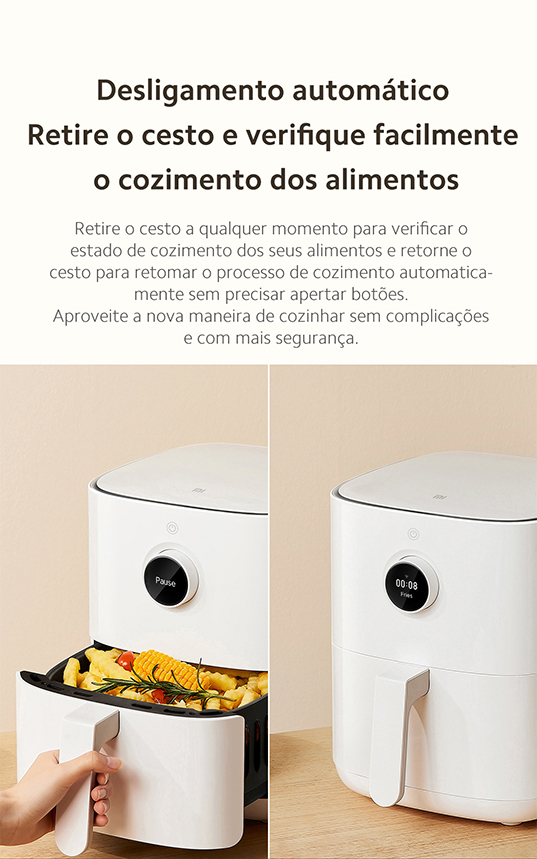 Desligamento automático
Retire o cesto e verifique facilmente
o cozimento dos alimentos
Retire o cesto a qualquer momento para verificar o
estado de cozimento dos seus alimentos e retorne o
cesto para retomar o processo de cozimento automatica-
mente sem precisar apertar botões.
Aproveite a nova maneira de cozinhar sem complicações
e com mais segurança.
Pause
00:08
Fries